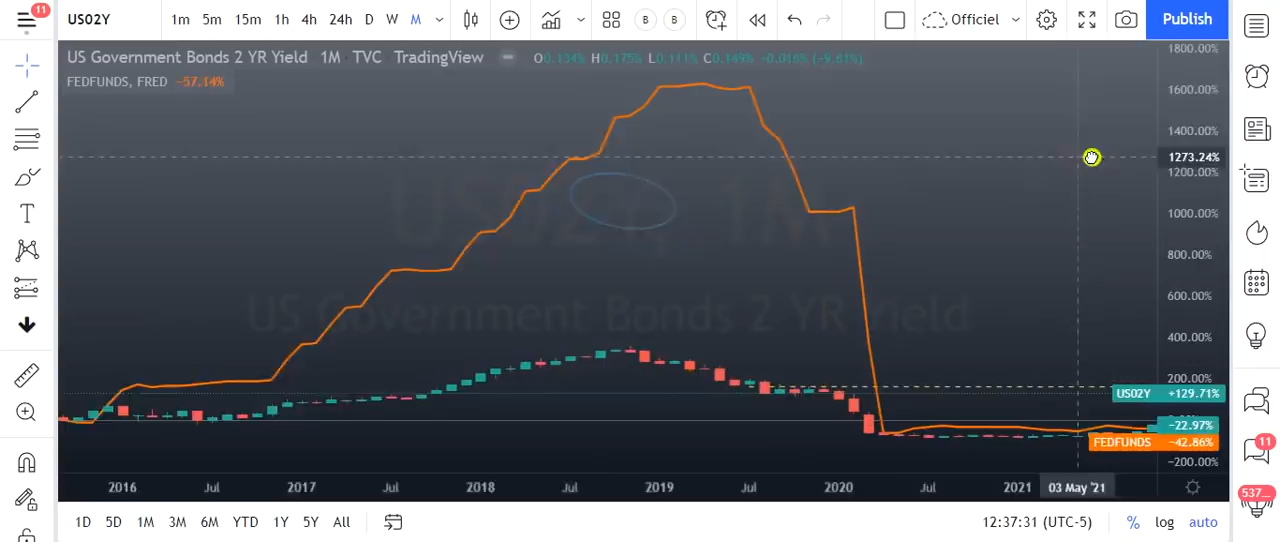 11
US02Y 1m 5m 15m 1h 4h 24h D W M B B Officiel Publish
US Government Bonds 2 YR Yield 1M TVC TradingView O0.134% H0.175% L0.111% C0.149% -0.016% (-9.61%)
FEDFUNDS, FRED −57.14%
1800.00%
1600.00%
1400.00%
1273.24%
1200.00%
1000.00%
800.00%
600.00%
400.00%
200.00%
US02Y +129.71%
−22.97%
FEDFUNDS −42.86%
−200.00%
US02Y, 1M
US Government Bonds 2 YR Yield
2016 Jul 2017 Jul 2018 Jul 2019 Jul 2020 Jul 2021 03 May '21
1D 5D 1M 3M 6M YTD 1Y 5Y All 12:37:31 (UTC-5) % log auto
T
11
537...